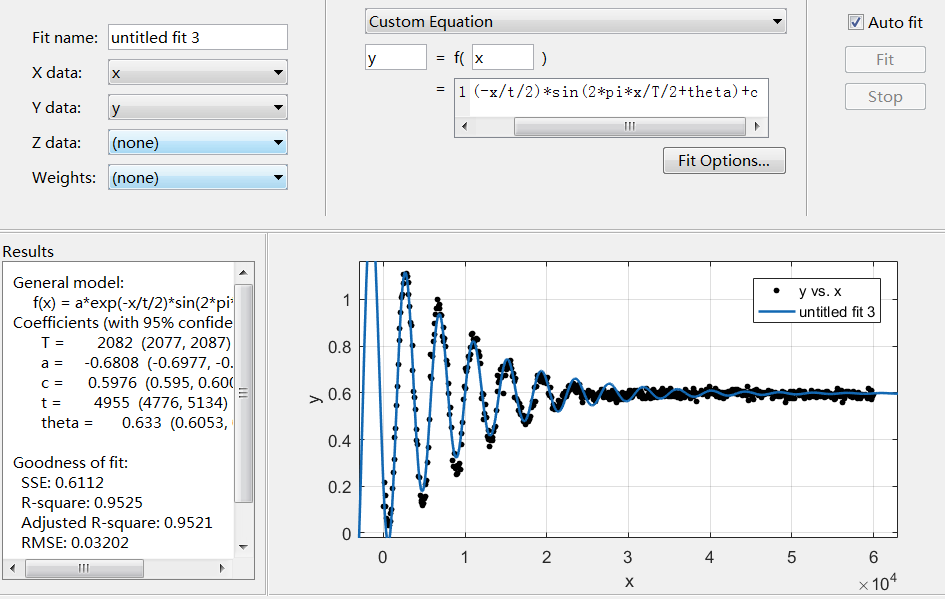 Fit name: untitled fit 3
X data: x
Y data: y
Z data: (none)
Weights: (none)
Custom Equation
y = f( x )
= 1 (-x/t/2)*sin(2*pi*x/T/2+theta)+c
Fit Options...
Auto fit
Fit
Stop
Results
General model:
f(x) = a*exp(-x/t/2)*sin(2*pi*
Coefficients (with 95% confide
T = 2082 (2077, 2087)
a = -0.6808 (-0.6977, -0.
c = 0.5976 (0.595, 0.600
t = 4955 (4776, 5134)
theta = 0.633 (0.6053,
Goodness of fit:
SSE: 0.6112
R-square: 0.9525
Adjusted R-square: 0.9521
RMSE: 0.03202
y vs. x
untitled fit 3
1
0.8
0.6
0.4
0.2
0
y
0 1 2 3 4 5 6
x
×10^4